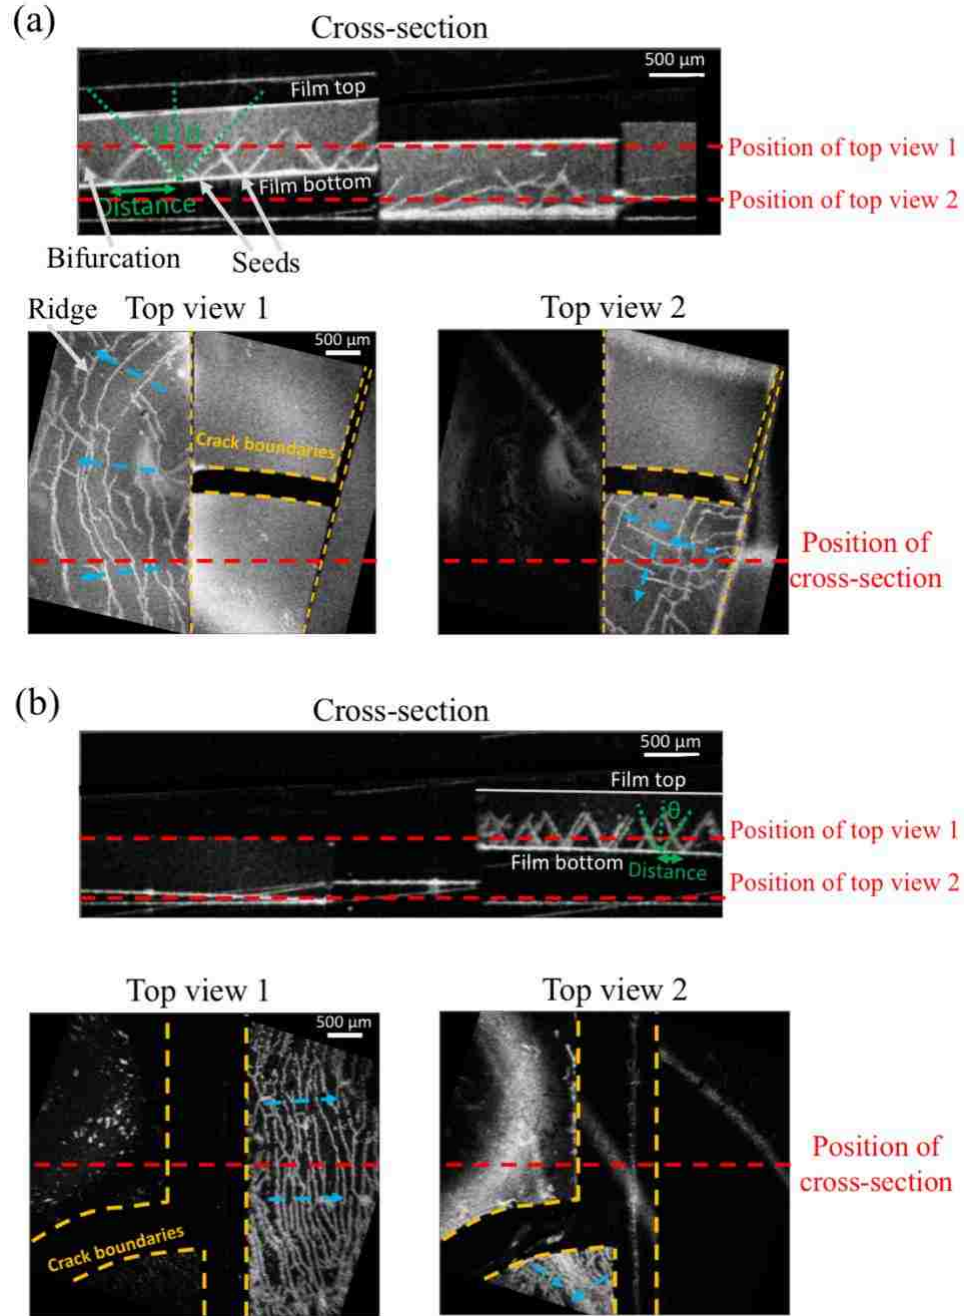 (a)
Cross-section
500 μm
Film top
θ θ
Position of top view 1
Film bottom
Distance
Position of top view 2
Bifurcation
Seeds
Ridge
Top view 1
Top view 2
500 μm
Crack boundaries
Position of
cross-section
(b)
Cross-section
500 μm
Film top
θ
Position of top view 1
Film bottom
Distance
Position of top view 2
Top view 1
Top view 2
500 μm
Position of
cross-section
Crack boundaries